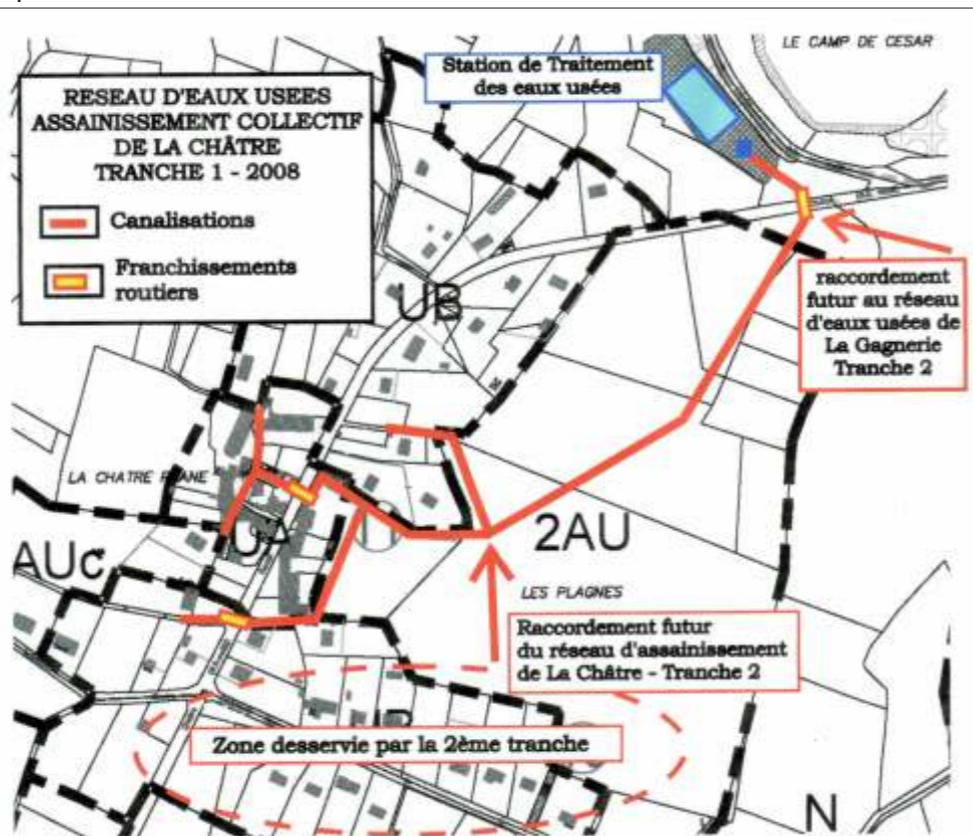 LE CAMP DE CESAR
Station de Traitement
des eaux usées
RESEAU D'EAUX USEES
ASSAINISSEMENT COLLECTIF
DE LA CHÂTRE
TRANCHE 1 - 2008
Canalisations
Franchissements
routiers
UB
raccordement
futur au réseau
d'eaux usées de
La Gagnerie
Tranche 2
LA CHATRE
UA
AUc
2AU
LES PLAGNES
Raccordement futur
du réseau d'assainissement
de La Châtre - Tranche 2
Zone desservie par la 2ème tranche
N